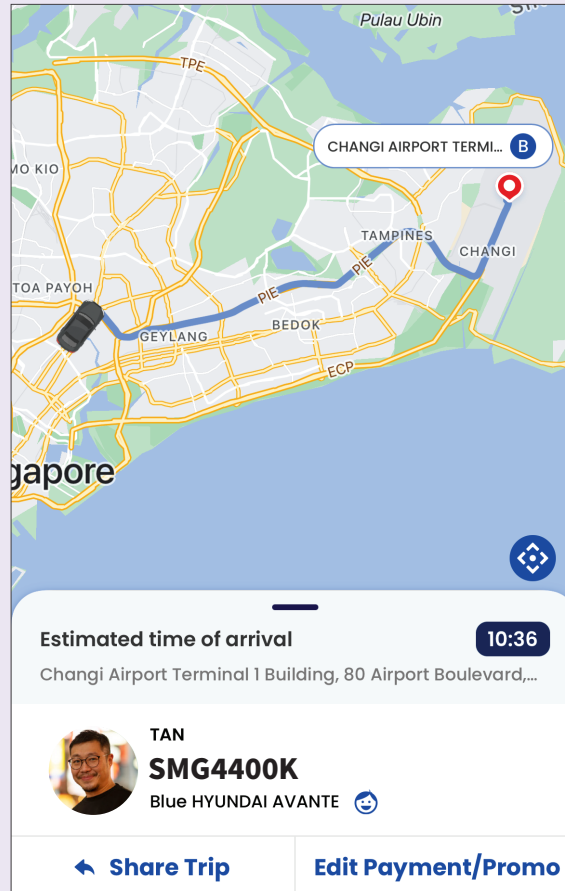 Pulau Ubin
TPE
CHANGI AIRPORT TERMI... B
MO KIO
TAMPINES
CHANGI
PIE
TOA PAYOH
PIE
BEDOK
GEYLANG
ECP
gapore
Estimated time of arrival
10:36
Changi Airport Terminal 1 Building, 80 Airport Boulevard,...
TAN
SMG4400K
Blue HYUNDAI AVANTE
Share Trip
Edit Payment/Promo